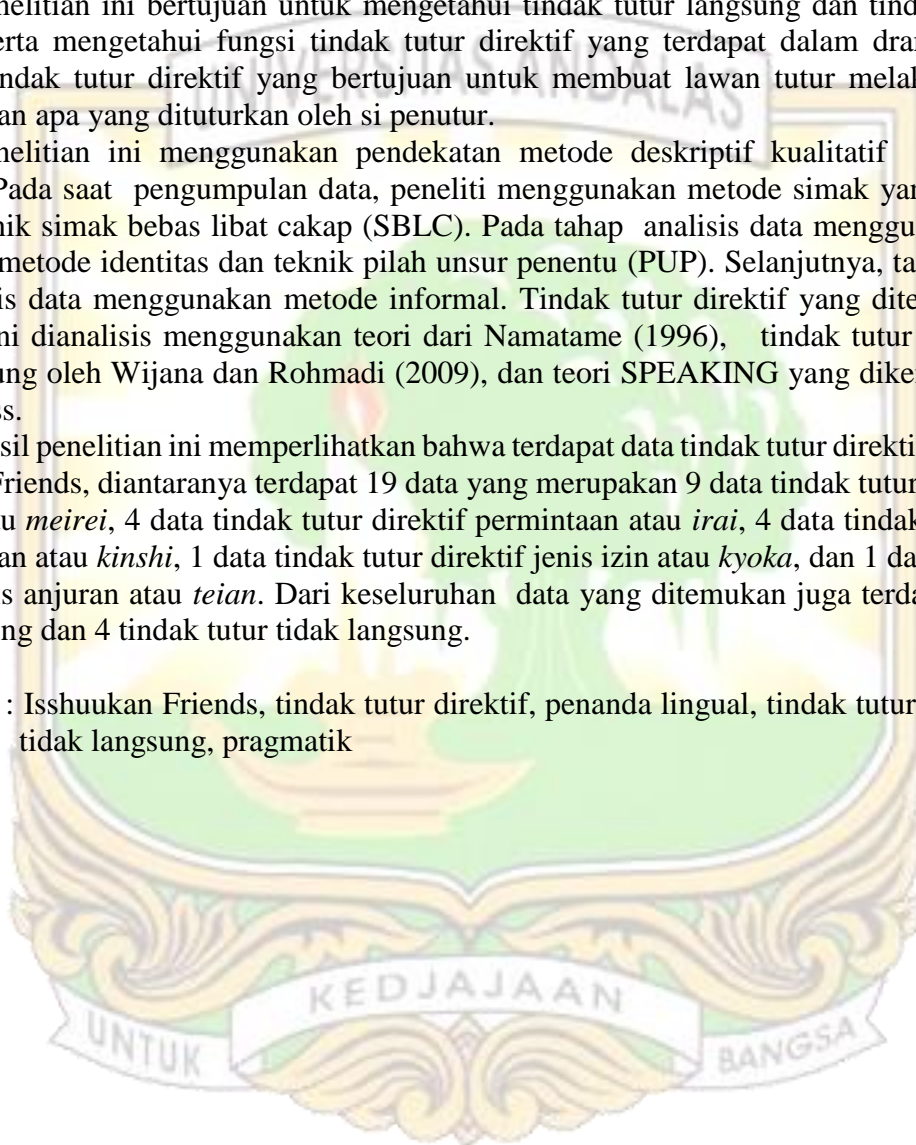 nelitian ini bertujuan untuk mengetahui tindak tutur langsung dan tind
erta mengetahui fungsi tindak tutur direktif yang terdapat dalam dran
ndak tutur direktif yang bertujuan untuk membuat lawan tutur melal
an apa yang dituturkan oleh si penutur.
nelitian ini menggunakan pendekatan metode deskriptif kualitatif
Pada saat pengumpulan data, peneliti menggunakan metode simak yan
nik simak bebas libat cakap (SBLC). Pada tahap analisis data menggu
metode identitas dan teknik pilah unsur penentu (PUP). Selanjutnya, ta
is data menggunakan metode informal. Tindak tutur direktif yang dite
ni dianalisis menggunakan teori dari Namatame (1996), tindak tutur
ung oleh Wijana dan Rohmadi (2009), dan teori SPEAKING yang dike
s.
sil penelitian ini memperlihatkan bahwa terdapat data tindak tutur direkti
Friends, diantaranya terdapat 19 data yang merupakan 9 data tindak tutur
u meirei, 4 data tindak tutur direktif permintaan atau irai, 4 data tindak
an atau kinshi, 1 data tindak tutur direktif jenis izin atau kyoka, dan 1 da
s anjuran atau teian. Dari keseluruhan data yang ditemukan juga terda
ng dan 4 tindak tutur tidak langsung.
: Isshuukan Friends, tindak tutur direktif, penanda lingual, tindak tutur
tidak langsung, pragmatik
UNIVERSITAS ANDALAS
UNTUK KEDJAJAAN BANGSA